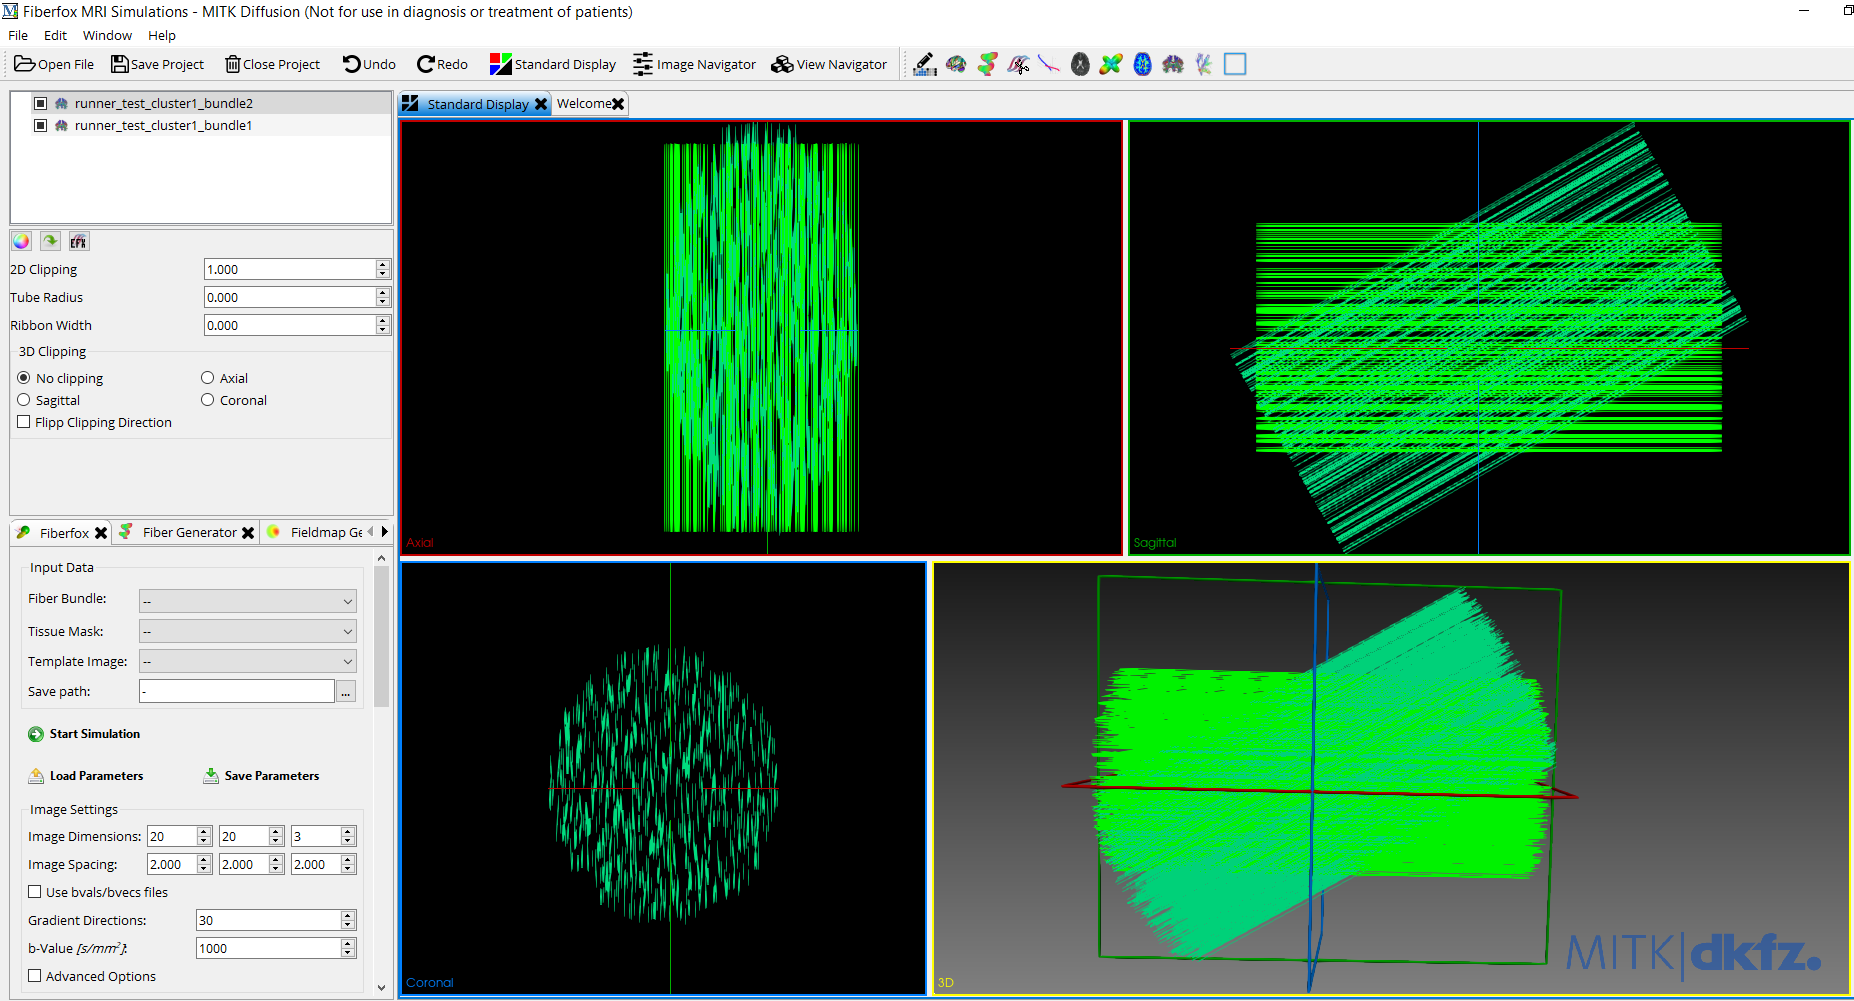 Fiberfox MRI Simulations - MITK Diffusion (Not for use in diagnosis or treatment of patients)
File Edit Window Help
Open File Save Project Close Project Undo Redo Standard Display Image Navigator View Navigator
runner_test_cluster1_bundle2
runner_test_cluster1_bundle1
Standard Display Welcome
EFX
2D Clipping 1.000
Tube Radius 0.000
Ribbon Width 0.000
3D Clipping
No clipping Axial
Sagittal Coronal
Flipp Clipping Direction
Axial
Sagittal
Fiberfox Fiber Generator Fieldmap Ge
Input Data
Fiber Bundle: --
Tissue Mask: --
Template Image: --
Save path: - ...
Start Simulation
Load Parameters Save Parameters
Image Settings
Image Dimensions: 20 20 3
Image Spacing: 2.000 2.000 2.000
Use bvals/bvecs files
Gradient Directions: 30
b-Value [s/mm²]: 1000
Advanced Options
Coronal
3D
MITK|dkfz.